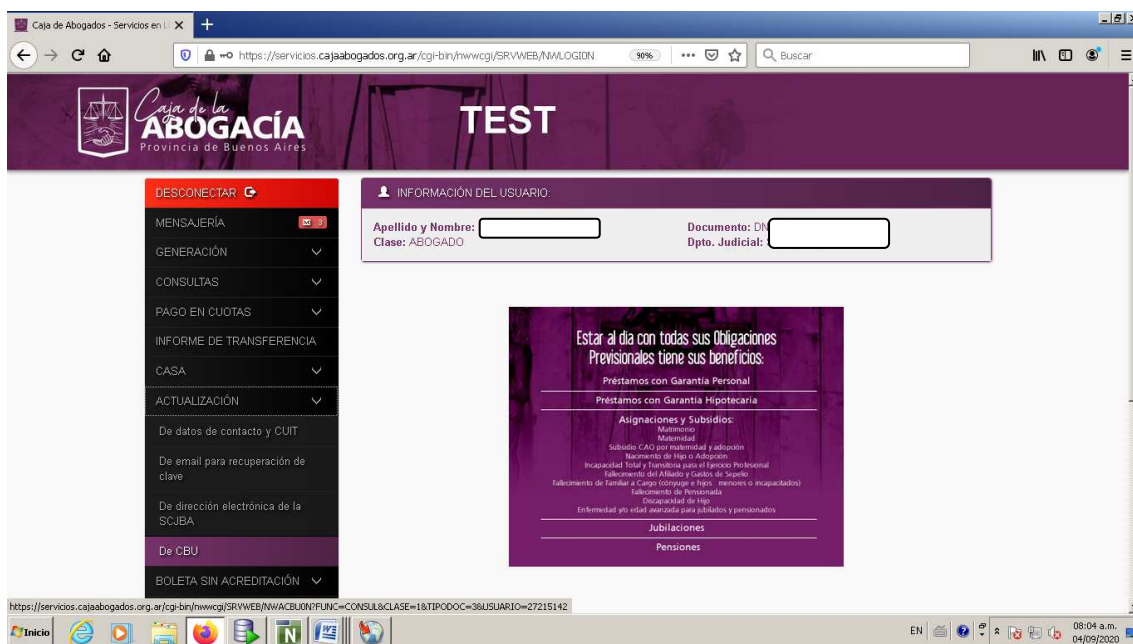 Caja de Abogados - Servicios en L
https://servicios.cajaabogados.org.ar/cgi-bin/nwwcgi/SRVWEB/NWLOGI0N
90%
Buscar
Caja de la
ABOGACÍA
Provincia de Buenos Aires
TEST
DESCONECTAR
MENSAJERÍA 3
GENERACIÓN
CONSULTAS
PAGO EN CUOTAS
INFORME DE TRANSFERENCIA
CASA
ACTUALIZACIÓN
De datos de contacto y CUIT
De email para recuperación de
clave
De dirección electrónica de la
SCJBA
De CBU
BOLETA SIN ACREDITACIÓN
INFORMACIÓN DEL USUARIO:
Apellido y Nombre:
Documento: DN
Clase: ABOGADO
Dpto. Judicial:
Estar al día con todas sus Obligaciones
Previsionales tiene sus beneficios:
Préstamos con Garantía Personal
Préstamos con Garantía Hipotecaria
Asignaciones y Subsidios:
Matrimonio
Maternidad
Subsidio CAO por maternidad y adopción
Nacimiento de Hijo o Adopción
Incapacidad Total y Transitoria para el Ejercicio Profesional
Fallecimiento del Afiliado y Gastos de Sepelio
Fallecimiento de Familiar a Cargo (cónyuge e hijos menores o incapacitados)
Fallecimiento de Pensionada
Discapacidad de Hijo
Enfermedad y/o edad avanzada para jubilados y pensionados
Jubilaciones
Pensiones
https://servicios.cajaabogados.org.ar/cgi-bin/nwwcgi/SRVWEB/NWACBU0N?FUNC=CONSUL&CLASE=1&TIPODOC=3&USUARIO=27215142
Inicio
EN
08:04 a.m.
04/09/2020